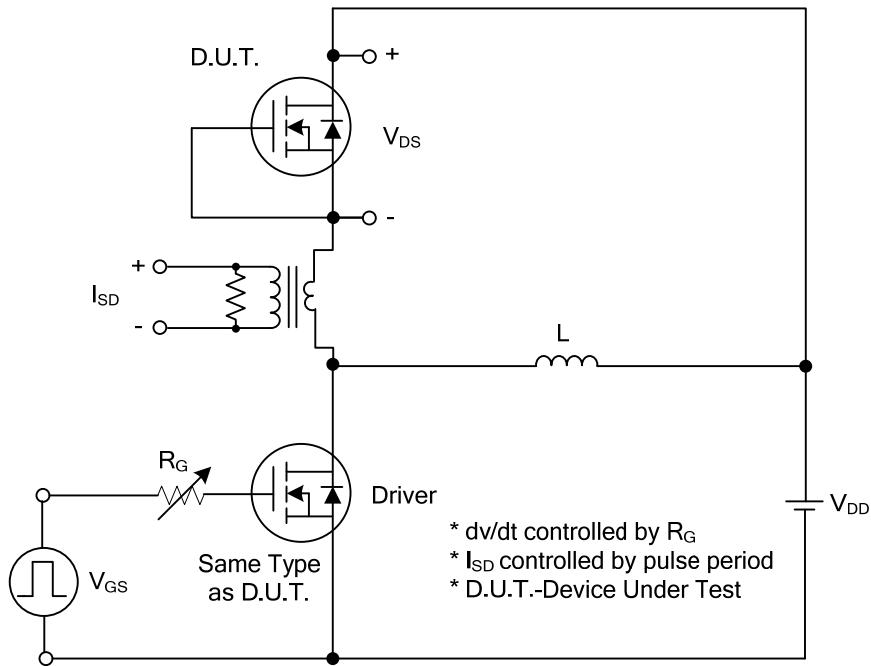 D.U.T.
+
V_DS
-
+
I_SD
-
L
R_G
Driver
V_DD
V_GS
Same Type
as D.U.T.
* dv/dt controlled by R_G
* I_SD controlled by pulse period
* D.U.T.-Device Under Test